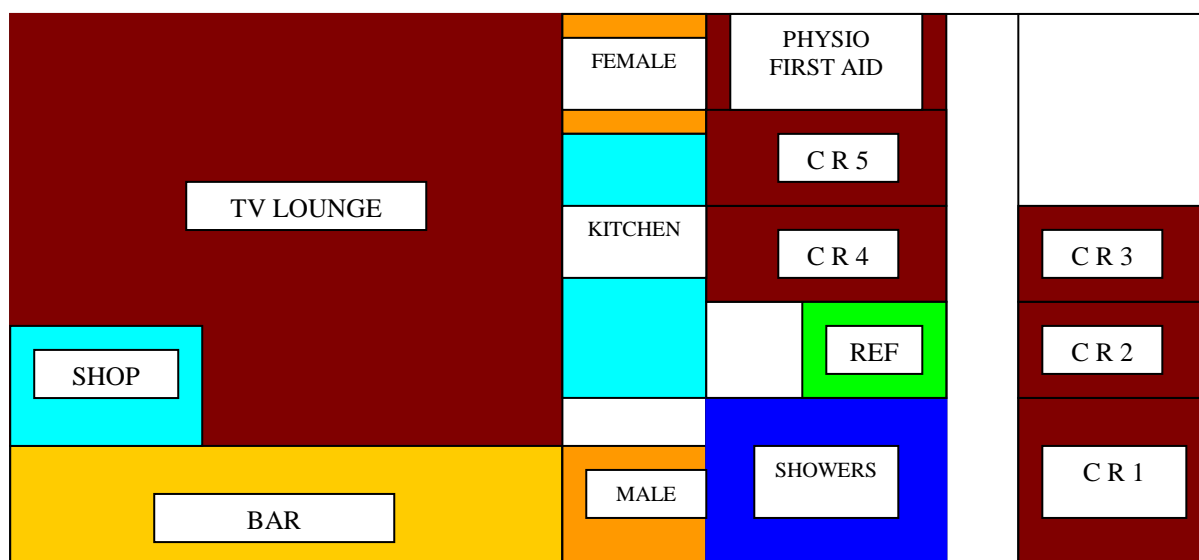 PHYSIO
FIRST AID
FEMALE
C R 5
TV LOUNGE
KITCHEN
C R 4
C R 3
SHOP
REF
C R 2
SHOWERS
C R 1
MALE
BAR